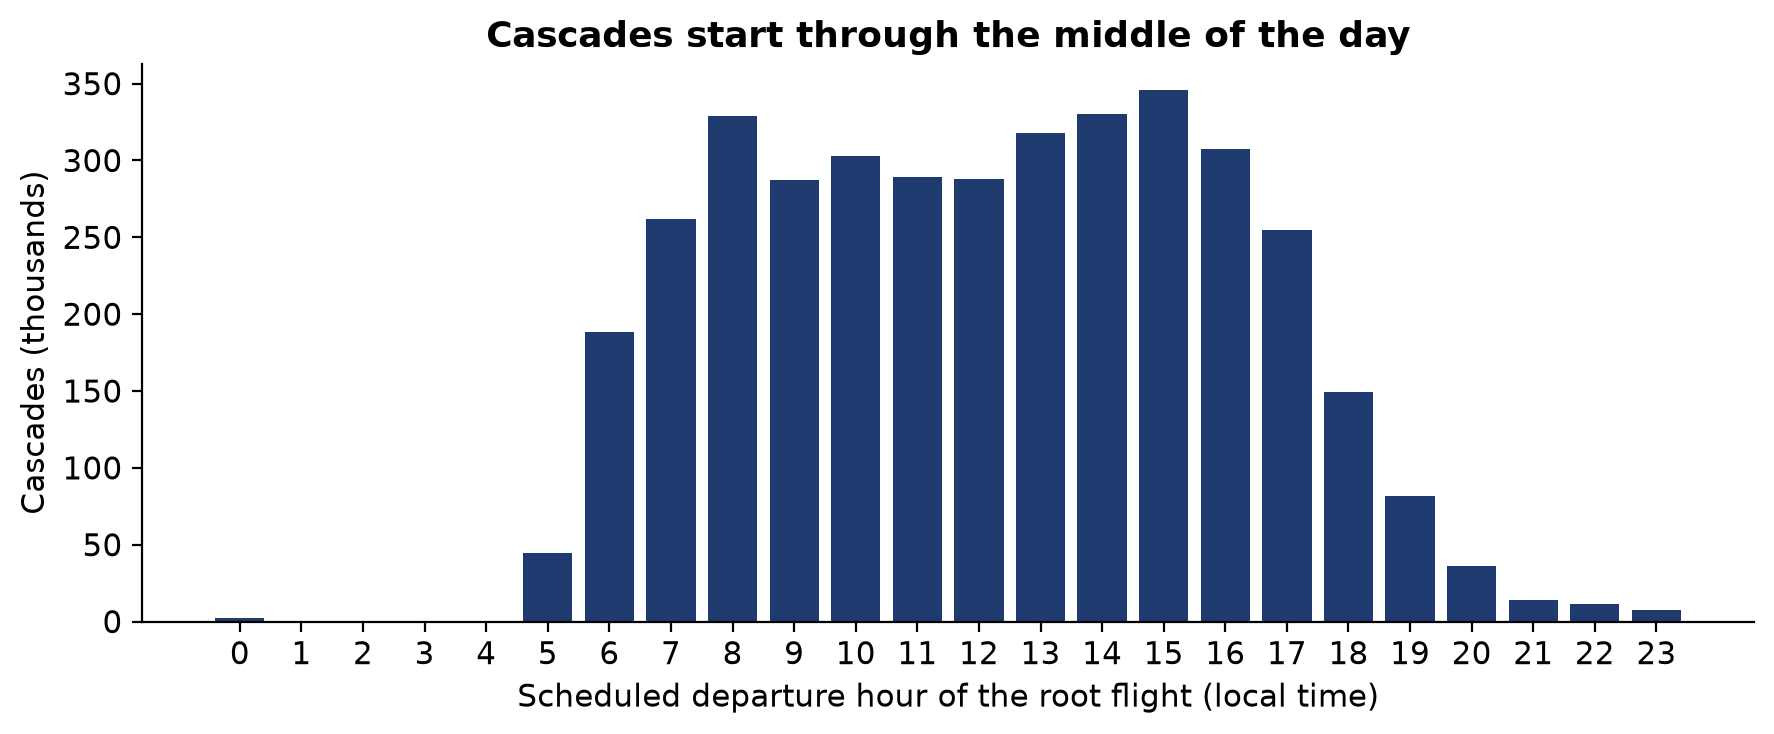 Cascades start through the middle of the day
Cascades (thousands)
350
300
250
200
150
100
50
0
0 1 2 3 4 5 6 7 8 9 10 11 12 13 14 15 16 17 18 19 20 21 22 23
Scheduled departure hour of the root flight (local time)